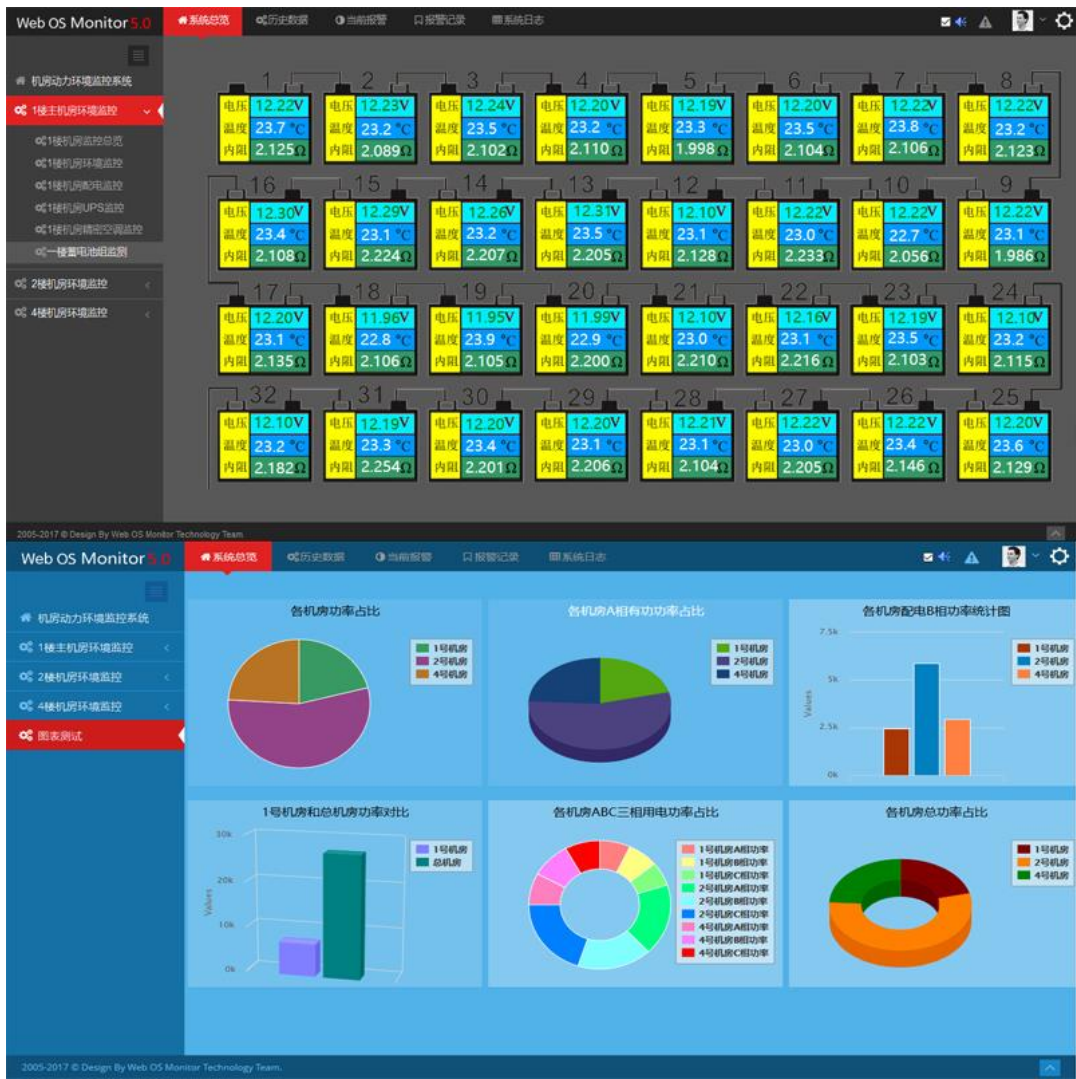 Web OS Monitor 5.0
系统总览 历史数据 当前报警 报警记录 系统日志
机房动力环境监控系统
1楼主机房环境监控
1楼机房监控总览
1楼机房环境监控
1楼机房配电监控
1楼机房UPS监控
1楼机房精密空调监控
一楼蓄电池组监测
2楼机房环境监控
4楼机房环境监控
1 2 3 4 5 6 7 8
电压 12.22V 电压 12.23V 电压 12.24V 电压 12.20V 电压 12.19V 电压 12.20V 电压 12.22V 电压 12.22V
温度 23.7 °C 温度 23.2 °C 温度 23.5 °C 温度 23.2 °C 温度 23.3 °C 温度 23.5 °C 温度 23.8 °C 温度 23.2 °C
内阻 2.125Ω 内阻 2.089Ω 内阻 2.102Ω 内阻 2.110Ω 内阻 1.998Ω 内阻 2.104Ω 内阻 2.106Ω 内阻 2.123Ω
16 15 14 13 12 11 10 9
电压 12.30V 电压 12.29V 电压 12.26V 电压 12.31V 电压 12.10V 电压 12.22V 电压 12.22V 电压 12.22V
温度 23.4 °C 温度 23.1 °C 温度 23.2 °C 温度 23.5 °C 温度 23.1 °C 温度 23.0 °C 温度 22.7 °C 温度 23.1 °C
内阻 2.108Ω 内阻 2.224Ω 内阻 2.207Ω 内阻 2.205Ω 内阻 2.128Ω 内阻 2.233Ω 内阻 2.056Ω 内阻 1.986Ω
17 18 19 20 21 22 23 24
电压 12.20V 电压 11.96V 电压 11.95V 电压 11.99V 电压 12.10V 电压 12.16V 电压 12.19V 电压 12.10V
温度 23.1 °C 温度 22.8 °C 温度 23.9 °C 温度 22.9 °C 温度 23.0 °C 温度 23.1 °C 温度 23.5 °C 温度 23.2 °C
内阻 2.135Ω 内阻 2.106Ω 内阻 2.105Ω 内阻 2.200Ω 内阻 2.210Ω 内阻 2.216Ω 内阻 2.103Ω 内阻 2.115Ω
32 31 30 29 28 27 26 25
电压 12.10V 电压 12.19V 电压 12.20V 电压 12.20V 电压 12.21V 电压 12.22V 电压 12.22V 电压 12.20V
温度 23.2 °C 温度 23.3 °C 温度 23.4 °C 温度 23.1 °C 温度 23.1 °C 温度 23.0 °C 温度 23.4 °C 温度 23.6 °C
内阻 2.182Ω 内阻 2.254Ω 内阻 2.201Ω 内阻 2.206Ω 内阻 2.104Ω 内阻 2.205Ω 内阻 2.146Ω 内阻 2.129Ω
2005-2017 © Design By Web OS Monitor Technology Team
Web OS Monitor 5.0
系统总览 历史数据 当前报警 报警记录 系统日志
机房动力环境监控系统
1楼主机房环境监控
2楼机房环境监控
4楼机房环境监控
图表测试
各机房功率占比
1号机房
2号机房
4号机房
各机房A相有功功率占比
1号机房
2号机房
4号机房
各机房配电B相功率统计图
7.5k
5k
2.5k
0k
Values
1号机房
2号机房
4号机房
1号机房和总机房功率对比
30k
20k
10k
0k
Values
1号机房
总机房
各机房ABC三相用电功率占比
1号机房A相功率
1号机房B相功率
1号机房C相功率
2号机房A相功率
2号机房B相功率
2号机房C相功率
4号机房A相功率
4号机房B相功率
4号机房C相功率
各机房总功率占比
1号机房
2号机房
4号机房
2005-2017 © Design By Web OS Monitor Technology Team.